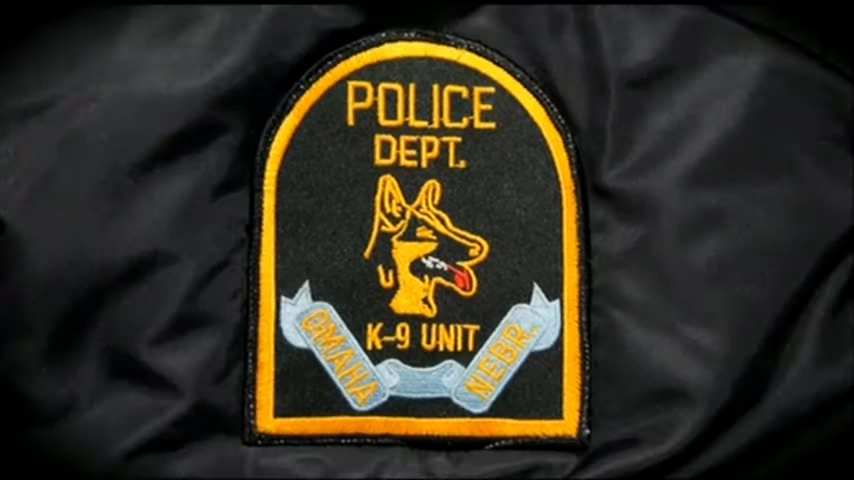 POLICE
DEPT.
K-9 UNIT
OMAHA
NEBR.